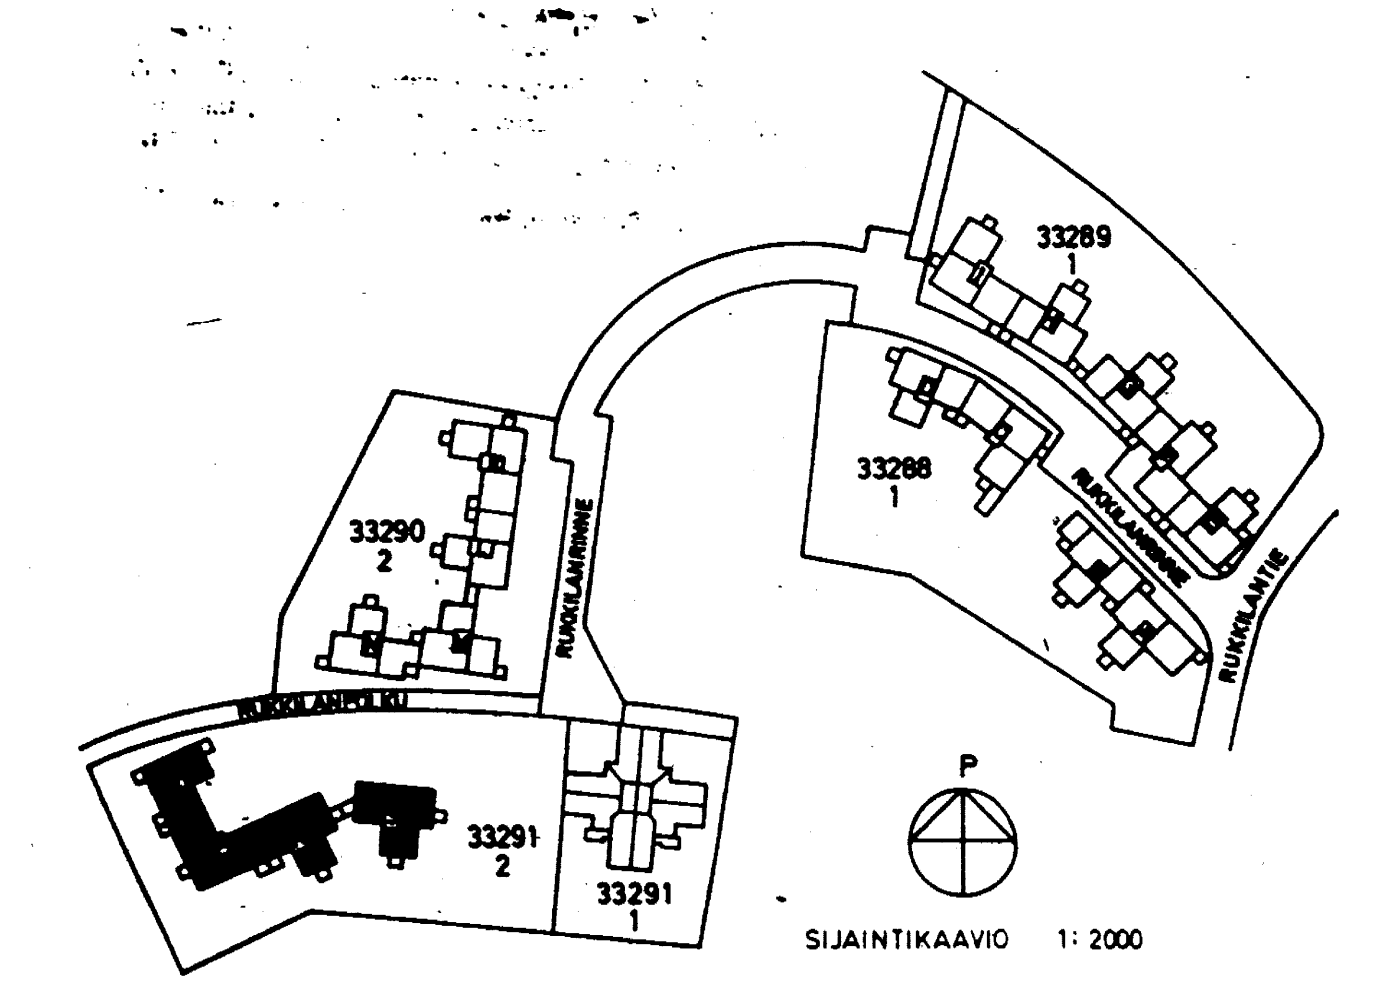 33289
1
33288
1
RUKKILANRINNE
RUKKILANTIE
33290
2
RUKKILANRINNE
RUKKILANPOLKU
33291
2
33291
1
P
SIJAINTIKAAVIO 1: 2000